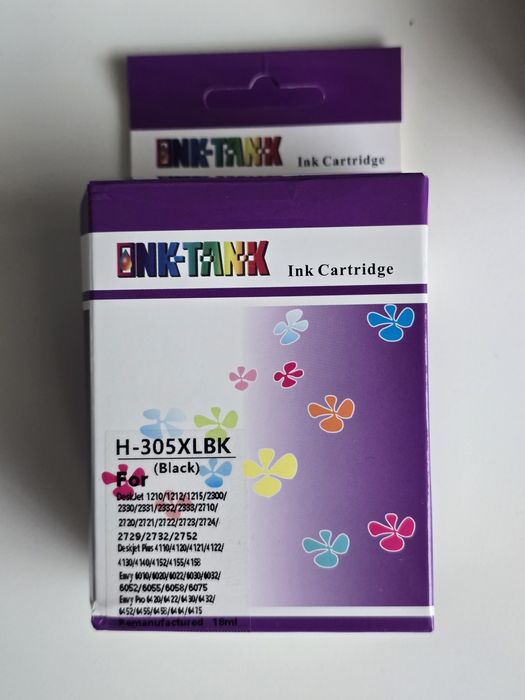 INK-TANK Ink Cartridge
INK-TANK Ink Cartridge
H-305XLBK
(Black)
For
DeskJet 1210/1212/1215/2300/
2330/2331/2332/2333/2710/
2720/2721/2722/2723/2724/
2729/2732/2752
Deskjet Plus 4110/4120/4121/4122/
4130/4140/4152/4155/4158
Envy 6010/6020/6022/6030/6032/
6052/6055/6058/6075
Envy Pro 6420/6422/6430/6432/
6452/6455/6458/6464/6475
Remanufactured 18ml